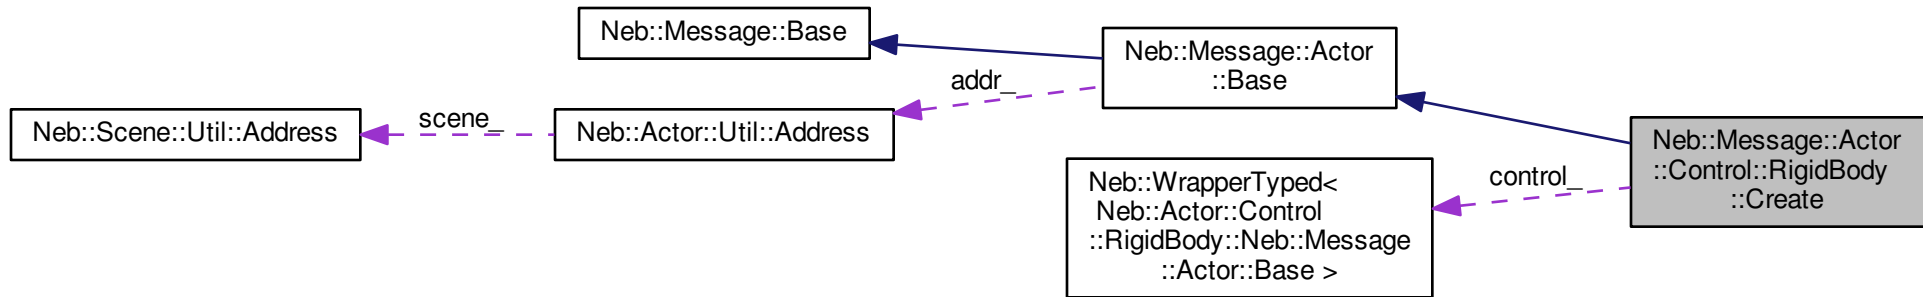 Neb::Message::Base
Neb::Message::Actor
::Base
addr_
Neb::Scene::Util::Address
scene_
Neb::Actor::Util::Address
Neb::Message::Actor
::Control::RigidBody
::Create
control_
Neb::WrapperTyped<
Neb::Actor::Control
::RigidBody::Neb::Message
::Actor::Base >